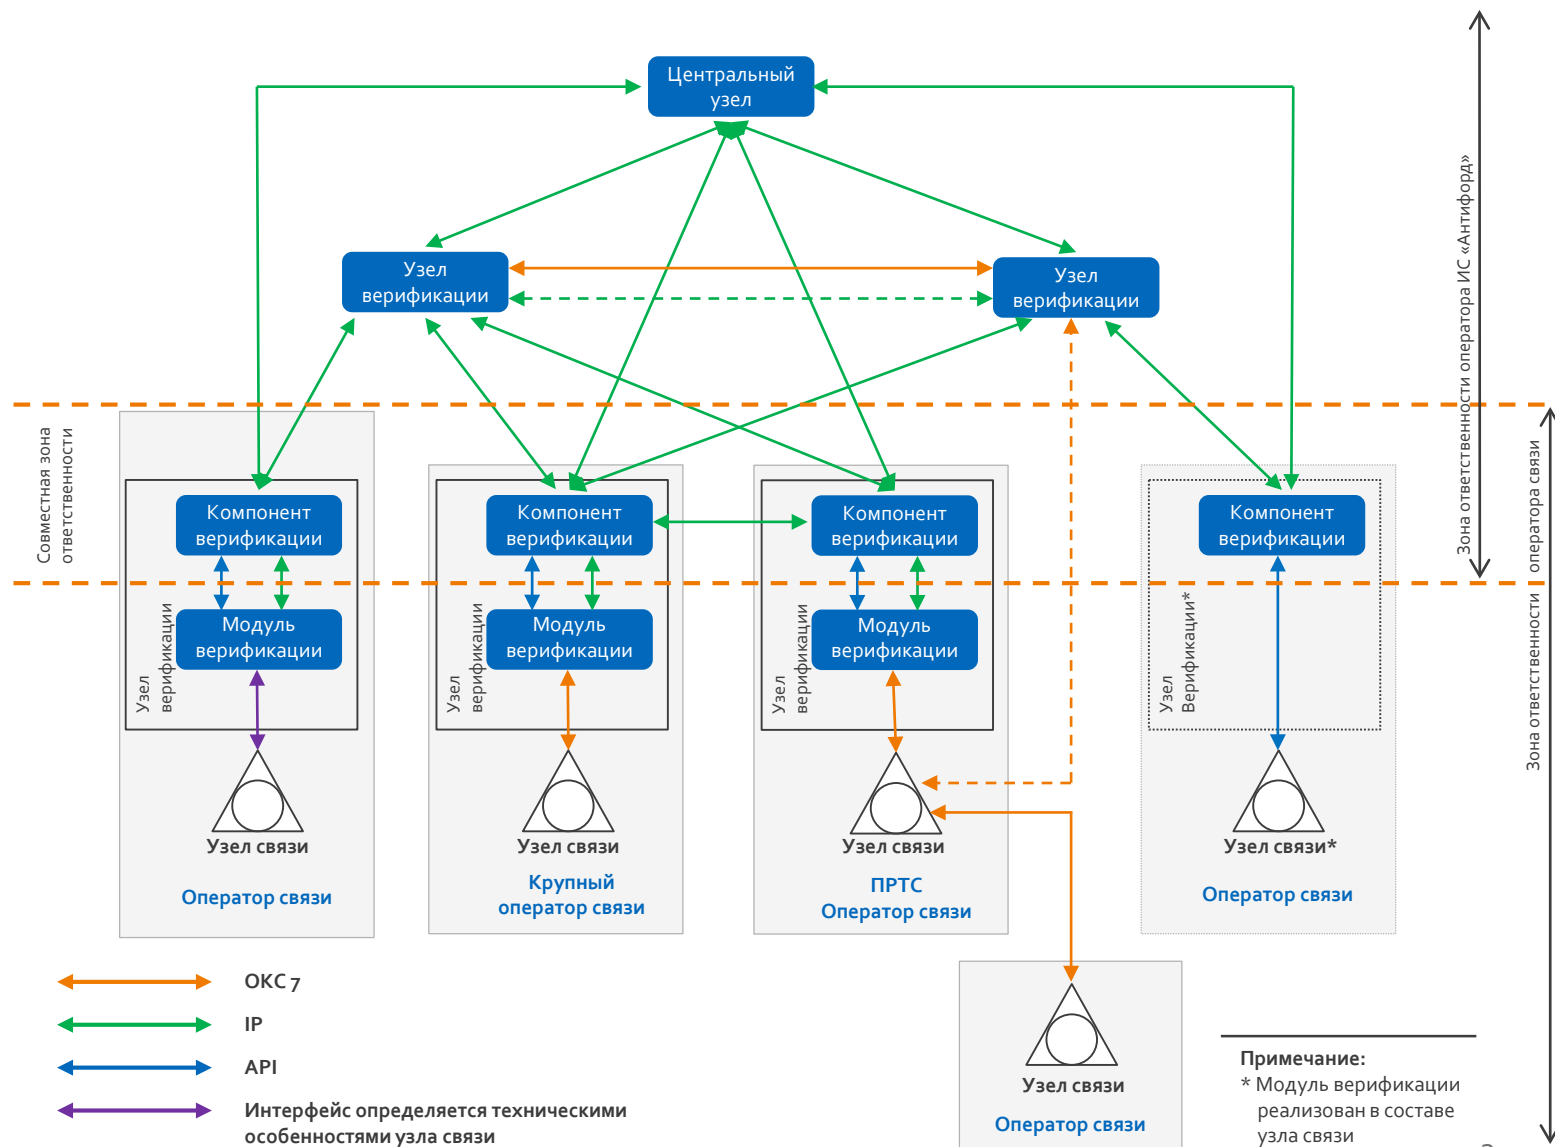 Центральный
узел
Зона ответственности оператора ИС «Антифорд»
Узел
верификации
Узел
верификации
Совместная зона
ответственности
Зона ответственности оператора связи
Компонент
верификации
Компонент
верификации
Компонент
верификации
Компонент
верификации
Модуль
верификации
Модуль
верификации
Модуль
верификации
Узел
верификации
Узел
верификации
Узел
верификации
Узел
Верификации*
Узел связи
Узел связи
Узел связи
Узел связи*
Оператор связи
Крупный
оператор связи
ПРТС
Оператор связи
Оператор связи
ОКС 7
IP
API
Интерфейс определяется техническими
особенностями узла связи
Узел связи
Оператор связи
Примечание:
* Модуль верификации
реализован в составе
узла связи